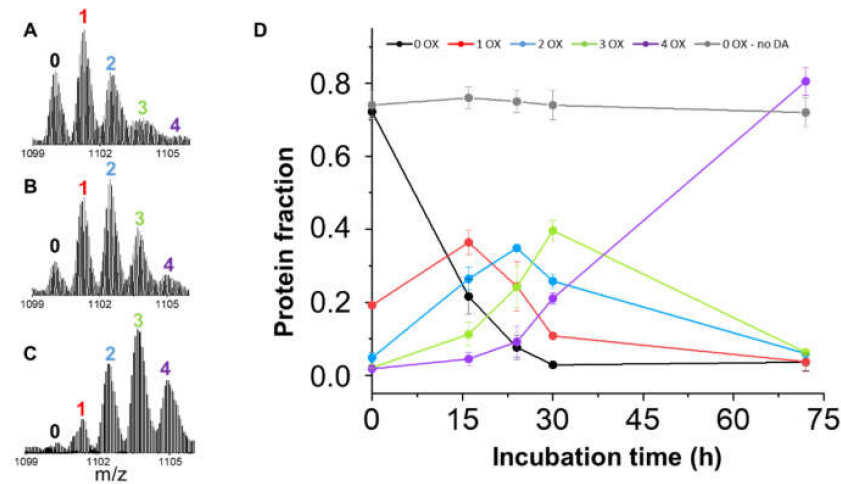 A
0
1
2
3
4
1099
1102
1105
B
0
1
2
3
4
1099
1102
1105
C
0
1
2
3
4
1099
1102
1105
m/z
D
0 OX
1 OX
2 OX
3 OX
4 OX
0 OX - no DA
0.8
0.6
0.4
0.2
0.0
Protein fraction
0
15
30
45
60
75
Incubation time (h)